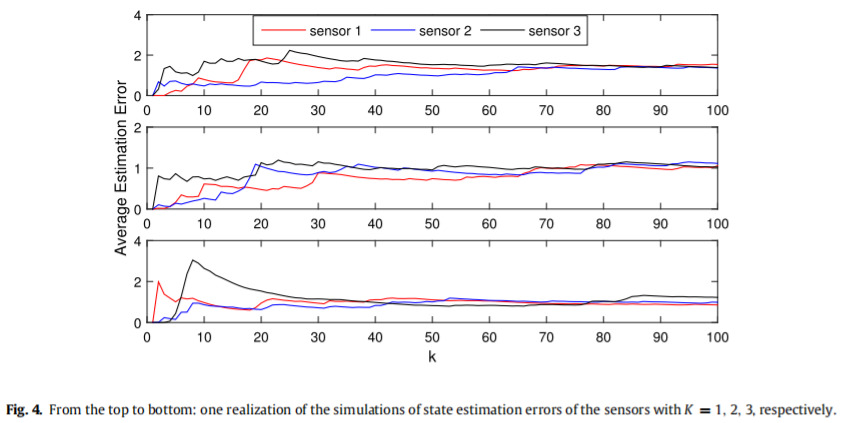 4
sensor 1 sensor 2 sensor 3
2
0
0 10 20 30 40 50 60 70 80 90 100
Average Estimation Error
2
1
0
0 10 20 30 40 50 60 70 80 90 100
4
2
0
0 10 20 30 40 50 60 70 80 90 100
k
Fig. 4. From the top to bottom: one realization of the simulations of state estimation errors of the sensors with K = 1, 2, 3, respectively.